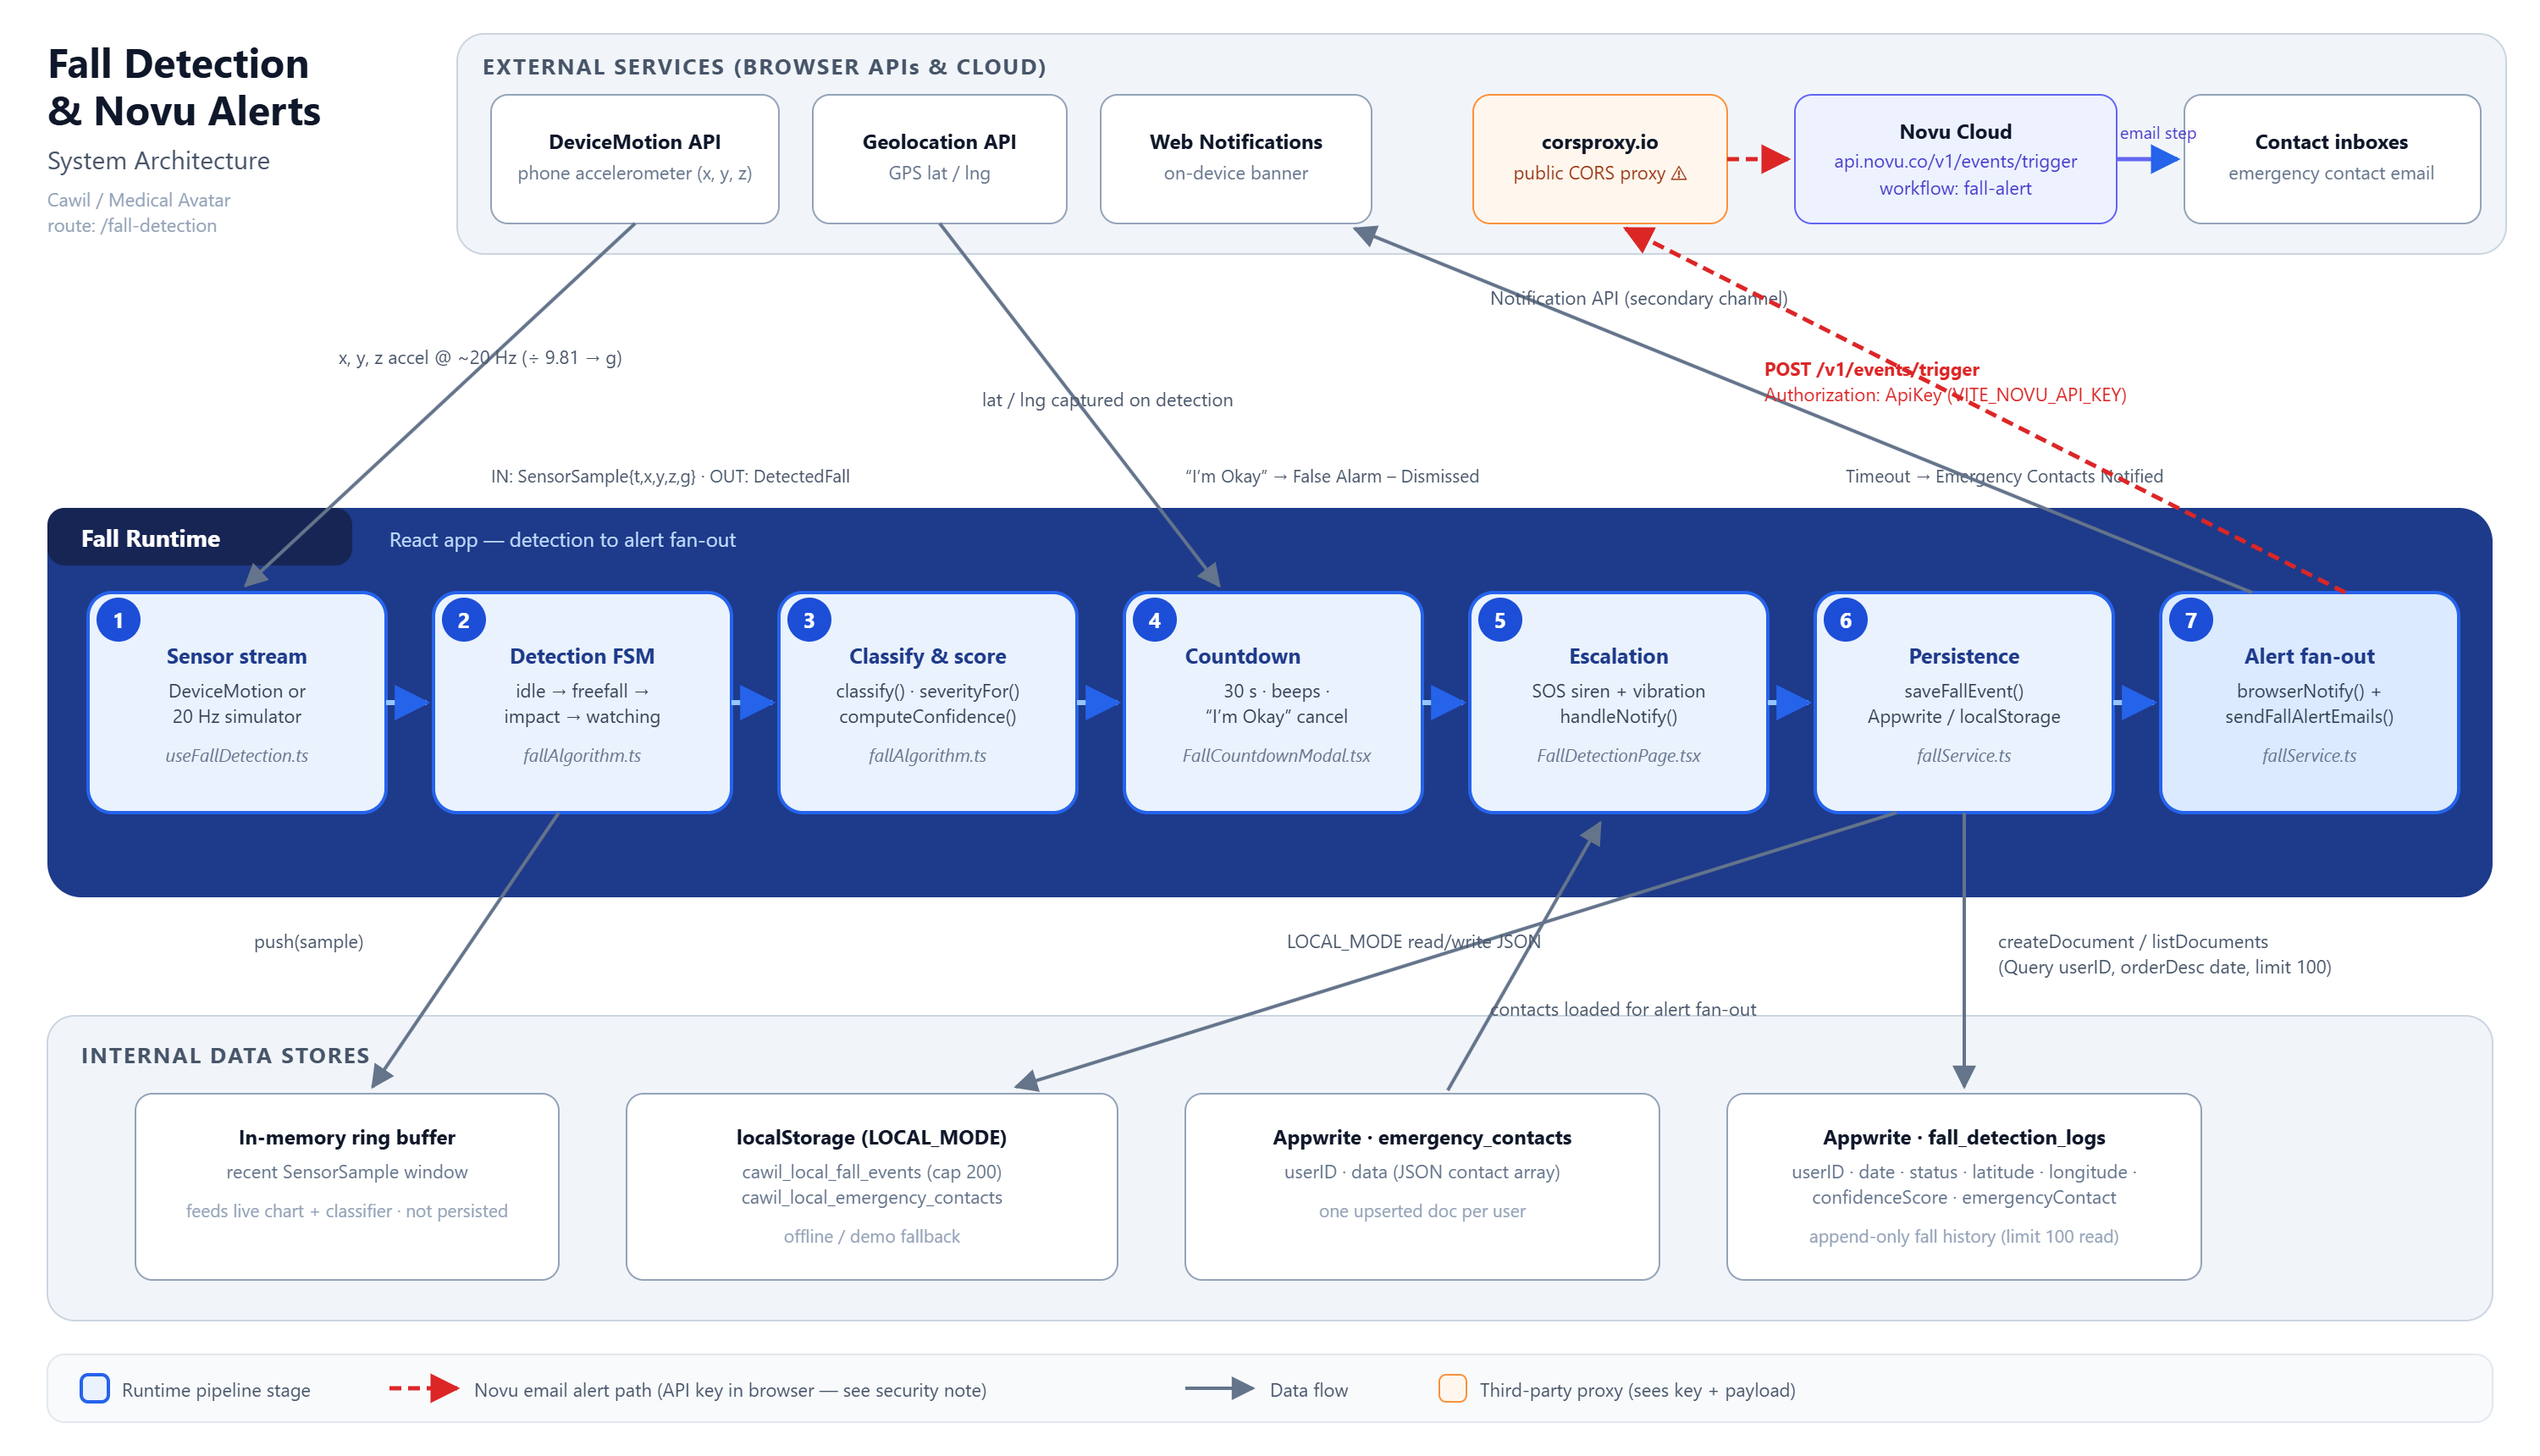 Fall Detection
& Novu Alerts
System Architecture
Cawil / Medical Avatar
route: /fall-detection
EXTERNAL SERVICES (BROWSER APIs & CLOUD)
DeviceMotion API
phone accelerometer (x, y, z)
Geolocation API
GPS lat / lng
Web Notifications
on-device banner
corsproxy.io
public CORS proxy ⚠
Novu Cloud
api.novu.co/v1/events/trigger
workflow: fall-alert
email step
Contact inboxes
emergency contact email
Notification API (secondary channel)
x, y, z accel @ ~20 Hz (÷ 9.81 → g)
lat / lng captured on detection
POST /v1/events/trigger
Authorization: ApiKey (VITE_NOVU_API_KEY)
IN: SensorSample{t,x,y,z,g} · OUT: DetectedFall
“I’m Okay” → False Alarm – Dismissed
Timeout → Emergency Contacts Notified
Fall Runtime
React app — detection to alert fan-out
1
Sensor stream
DeviceMotion or
20 Hz simulator
useFallDetection.ts
2
Detection FSM
idle → freefall →
impact → watching
fallAlgorithm.ts
3
Classify & score
classify() · severityFor()
computeConfidence()
fallAlgorithm.ts
4
Countdown
30 s · beeps ·
“I’m Okay” cancel
FallCountdownModal.tsx
5
Escalation
SOS siren + vibration
handleNotify()
FallDetectionPage.tsx
6
Persistence
saveFallEvent()
Appwrite / localStorage
fallService.ts
7
Alert fan-out
browserNotify() +
sendFallAlertEmails()
fallService.ts
push(sample)
LOCAL_MODE read/write JSON
createDocument / listDocuments
(Query userID, orderDesc date, limit 100)
contacts loaded for alert fan-out
INTERNAL DATA STORES
In-memory ring buffer
recent SensorSample window
feeds live chart + classifier · not persisted
localStorage (LOCAL_MODE)
cawil_local_fall_events (cap 200)
cawil_local_emergency_contacts
offline / demo fallback
Appwrite · emergency_contacts
userID · data (JSON contact array)
one upserted doc per user
Appwrite · fall_detection_logs
userID · date · status · latitude · longitude ·
confidenceScore · emergencyContact
append-only fall history (limit 100 read)
Runtime pipeline stage
Novu email alert path (API key in browser — see security note)
Data flow
Third-party proxy (sees key + payload)